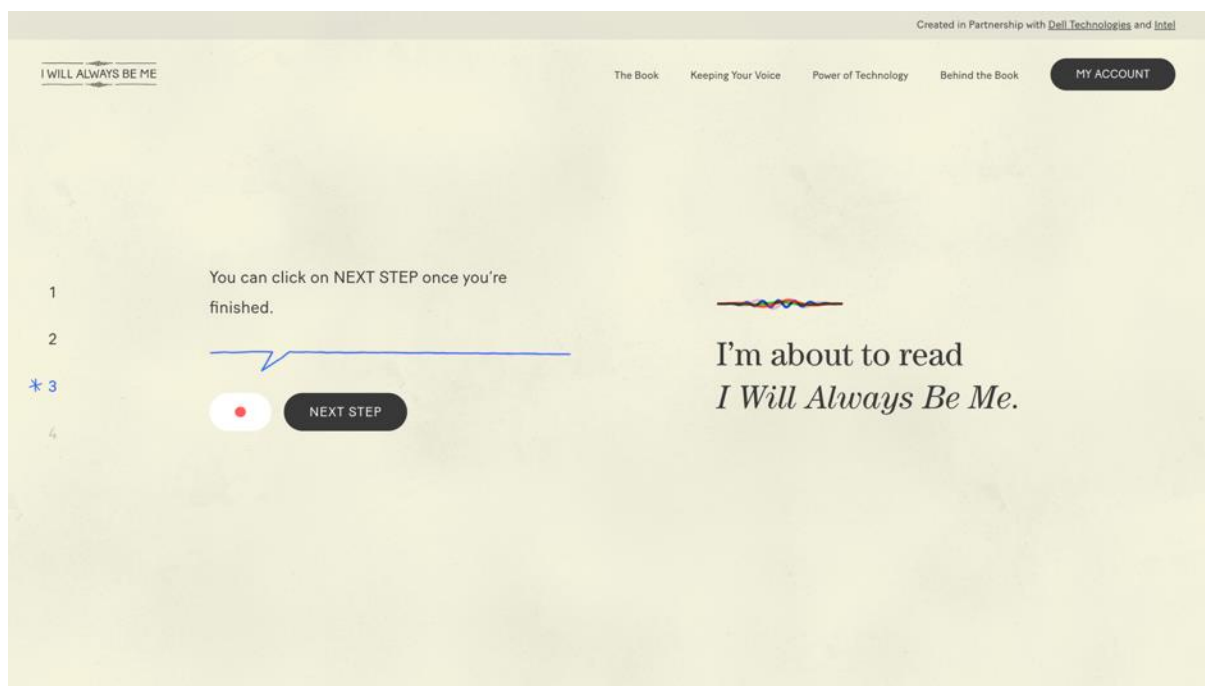 Created in Partnership with Dell Technologies and Intel
I WILL ALWAYS BE ME
The Book
Keeping Your Voice
Power of Technology
Behind the Book
MY ACCOUNT
1
2
3
4
You can click on NEXT STEP once you're
finished.
NEXT STEP
I'm about to read
I Will Always Be Me.